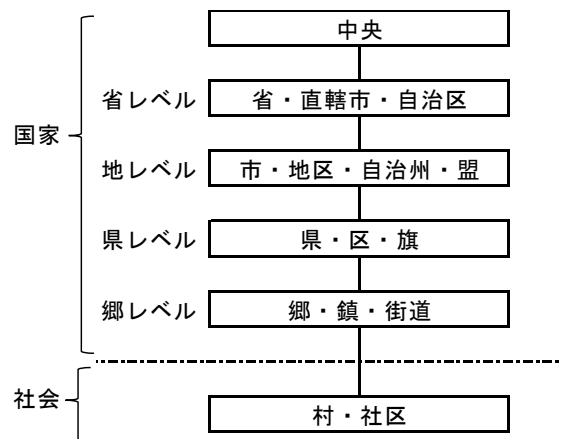 中央
省レベル
省・直轄市・自治区
国家
地レベル
市・地区・自治州・盟
県レベル
県・区・旗
郷レベル
郷・鎮・街道
社会
村・社区